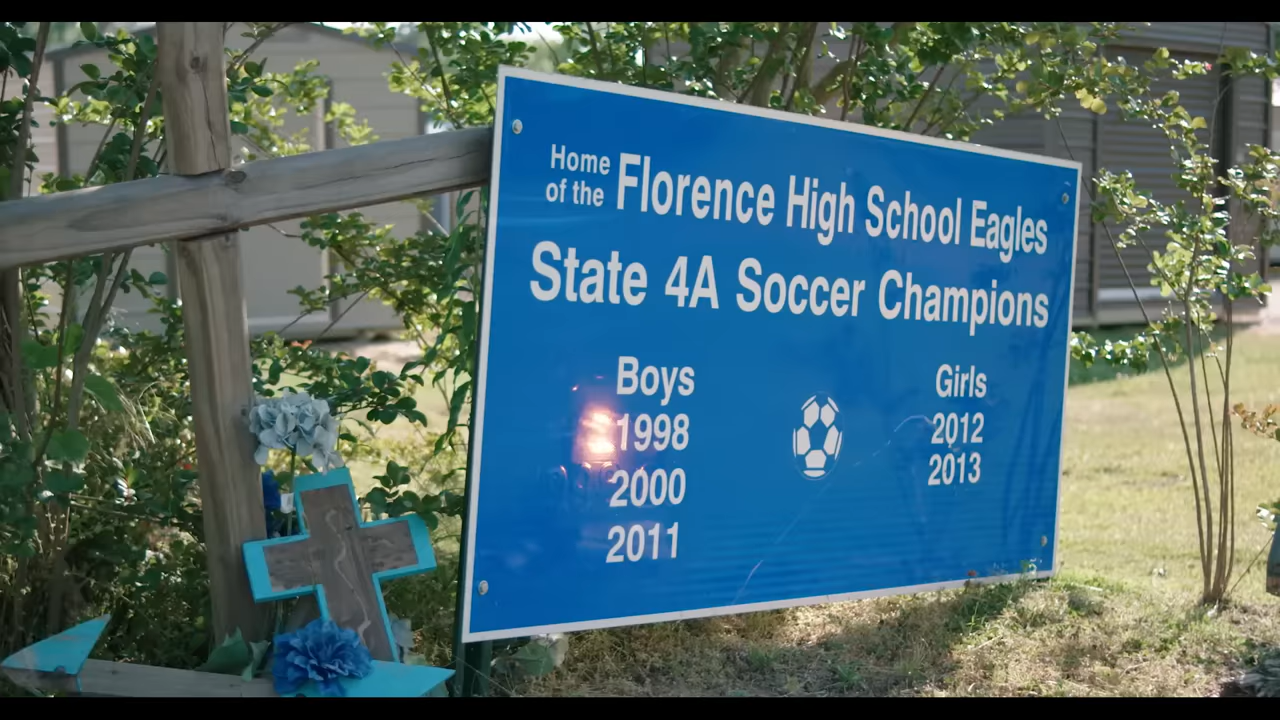 Home of the Florence High School Eagles
State 4A Soccer Champions
Boys
1998
2000
2011
Girls
2012
2013